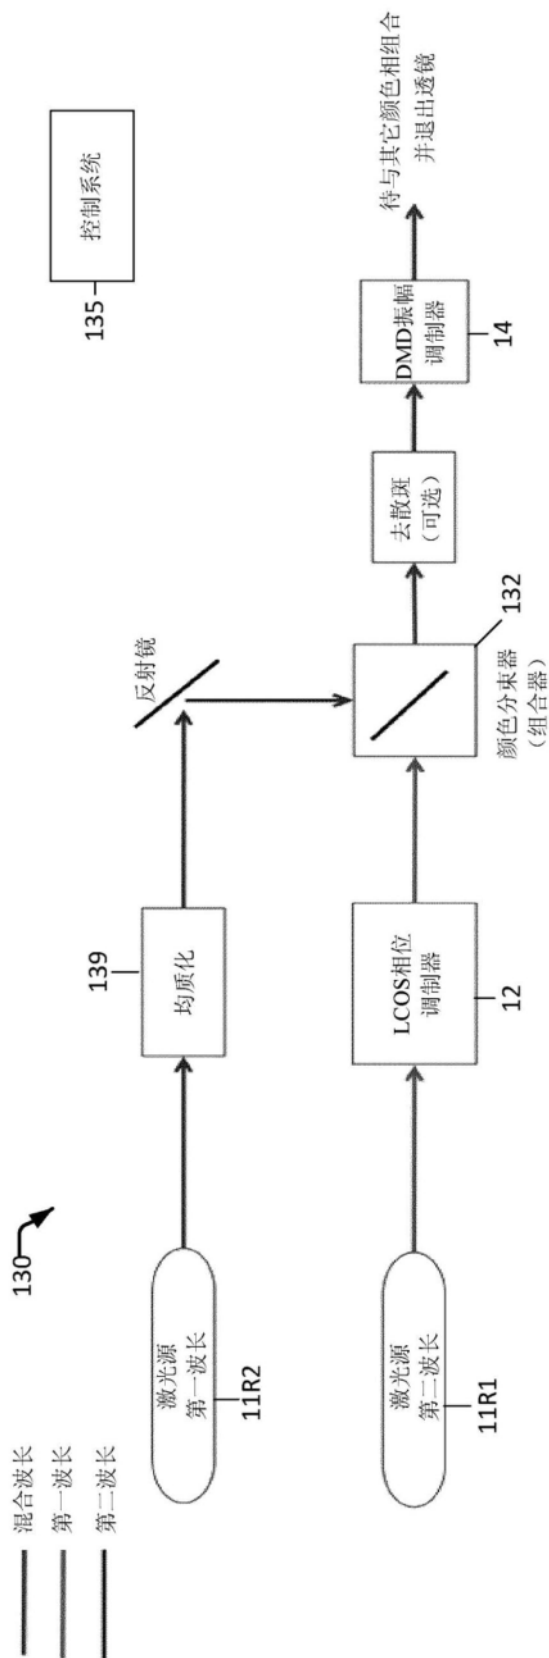 混合波长
第一波长
第二波长
130
激光源
第一波长
11R2
139
均质化
反射镜
135
控制系统
激光源
第二波长
11R1
LCOS相位
调制器
12
132
颜色分束器
（组合器）
去散斑
（可选）
DMD振幅
调制器
14
待与其它颜色相组合
并退出透镜